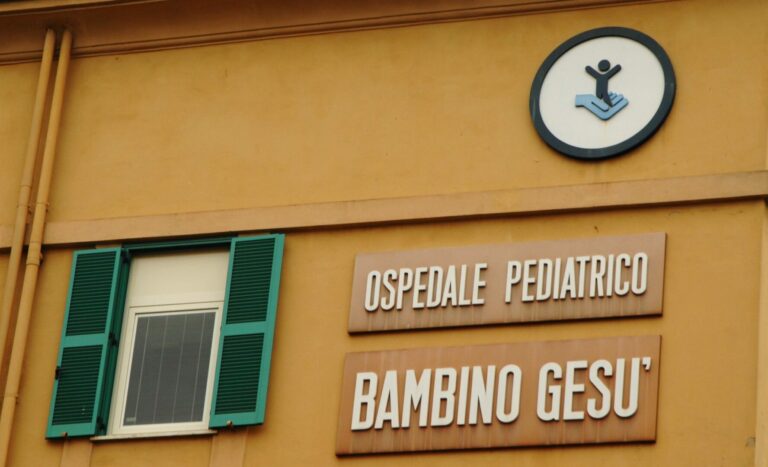 OSPEDALE PEDIATRICO
BAMBINO GESU'